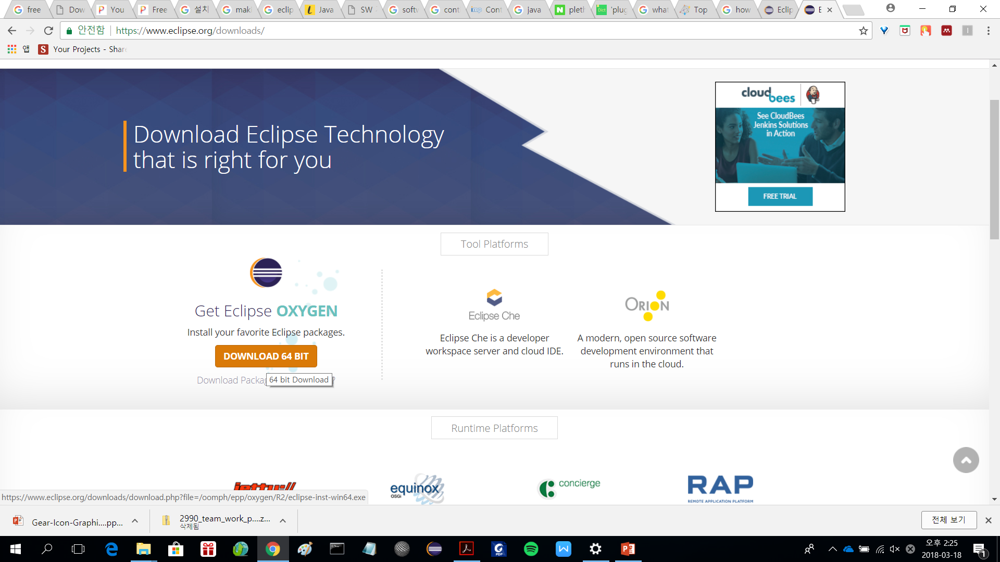 free
Dow
You
Free
설치
maki
eclip
Java
SW
softv
cont
Cont
java
pleth
'plug
what
Top
how
Eclip
E
안전함
https://www.eclipse.org/downloads/
앱
Your Projects - Share
Download Eclipse Technology
that is right for you
cloudbees
See CloudBees
Jenkins Solutions
in Action
FREE TRIAL
Tool Platforms
Get Eclipse OXYGEN
Install your favorite Eclipse packages.
DOWNLOAD 64 BIT
Download Packag
64 bit Download
?
Eclipse Che
Eclipse Che is a developer
workspace server and cloud IDE.
ORION
A modern, open source software
development environment that
runs in the cloud.
Runtime Platforms
jetty://
equinox
OSGi
concierge
RAP
REMOTE APPLICATION PLATFORM
https://www.eclipse.org/downloads/download.php?file=/oomph/epp/oxygen/R2/eclipse-inst-win64.exe
Gear-Icon-Graphi....pp...
2990_team_work_p....z...
삭제됨
전체 보기
오후 2:25
2018-03-18
1